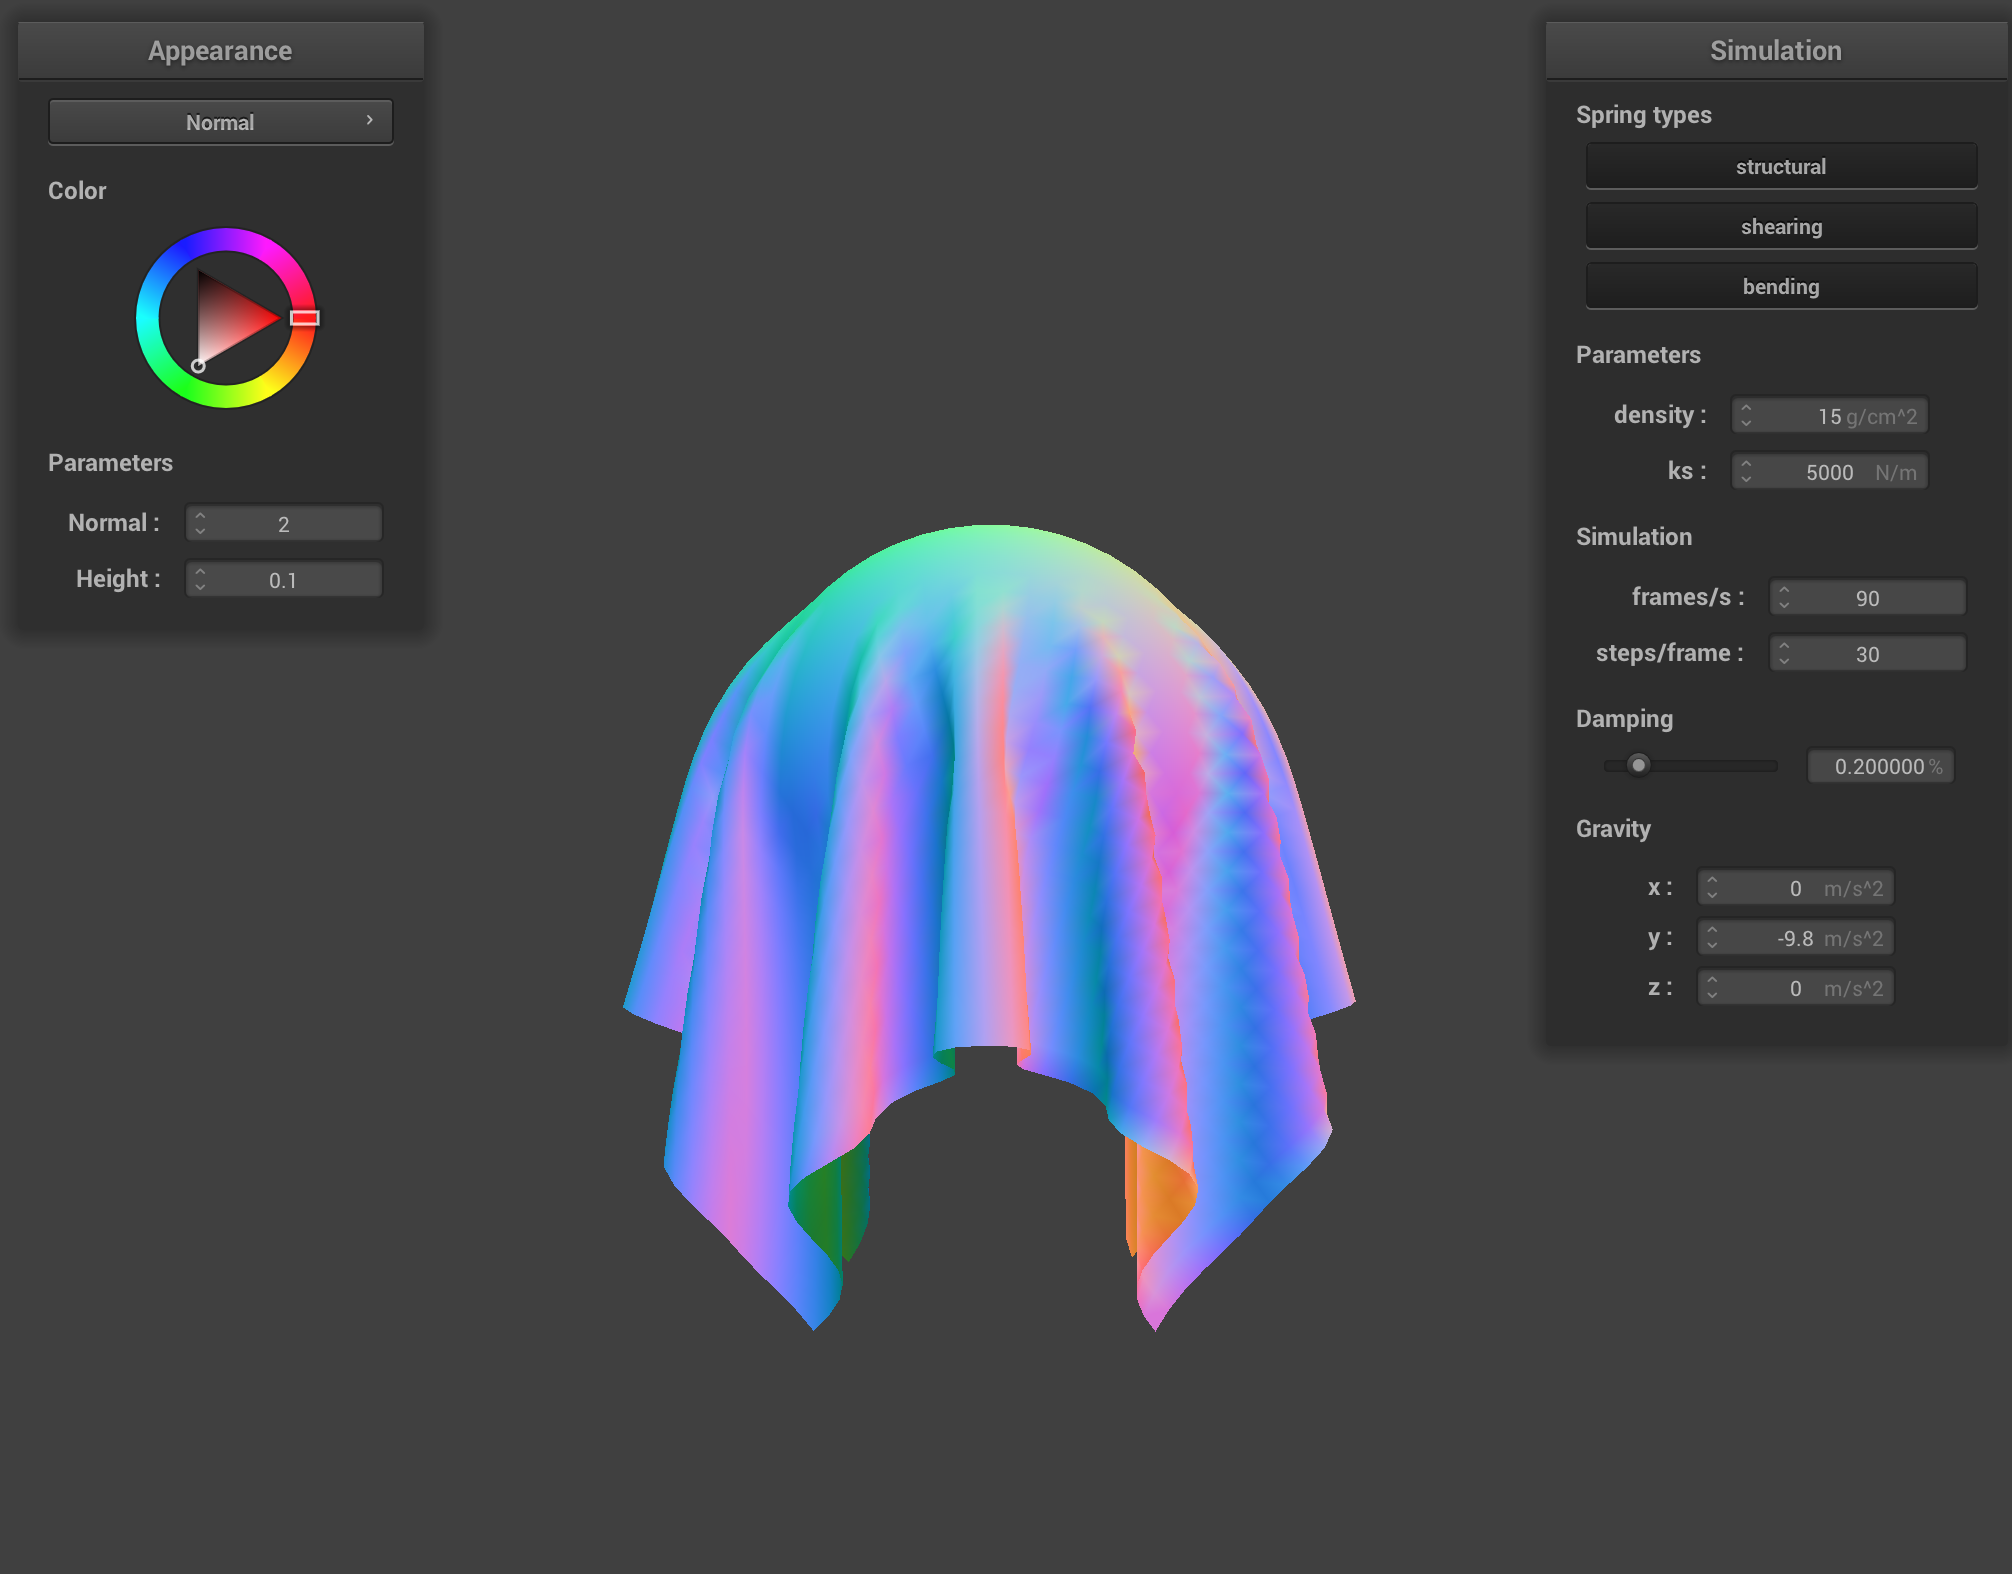 Appearance
Normal
Color
Parameters
Normal : 2
Height : 0.1
Simulation
Spring types
structural
shearing
bending
Parameters
density : 15 g/cm^2
ks : 5000 N/m
Simulation
frames/s : 90
steps/frame : 30
Damping
0.200000 %
Gravity
x : 0 m/s^2
y : -9.8 m/s^2
z : 0 m/s^2